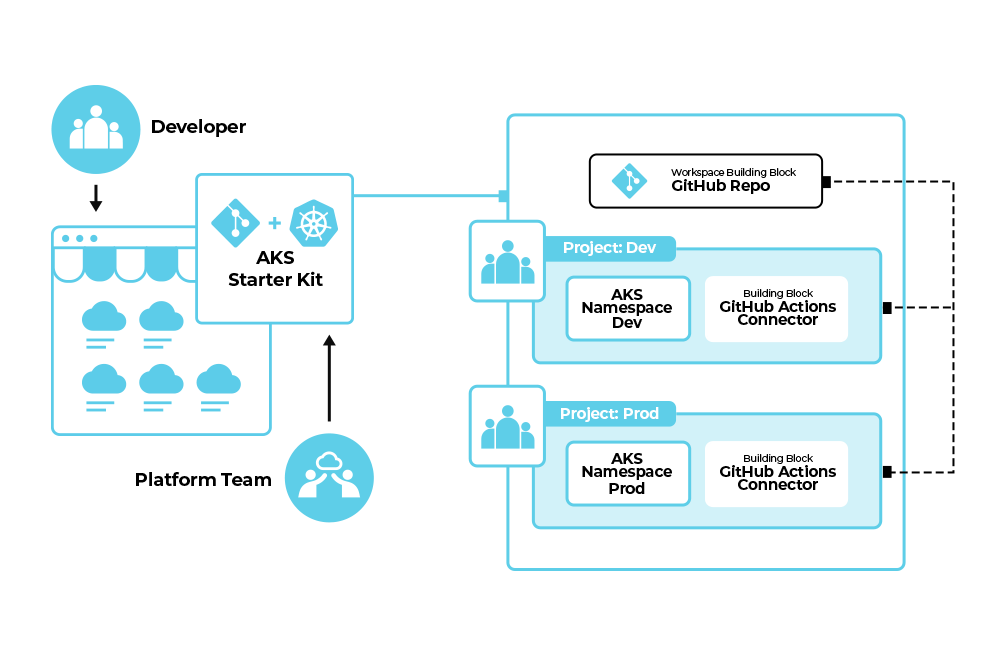 Developer
AKS
Starter Kit
Platform Team
Workspace Building Block
GitHub Repo
Project: Dev
AKS
Namespace
Dev
Building Block
GitHub Actions
Connector
Project: Prod
AKS
Namespace
Prod
Building Block
GitHub Actions
Connector